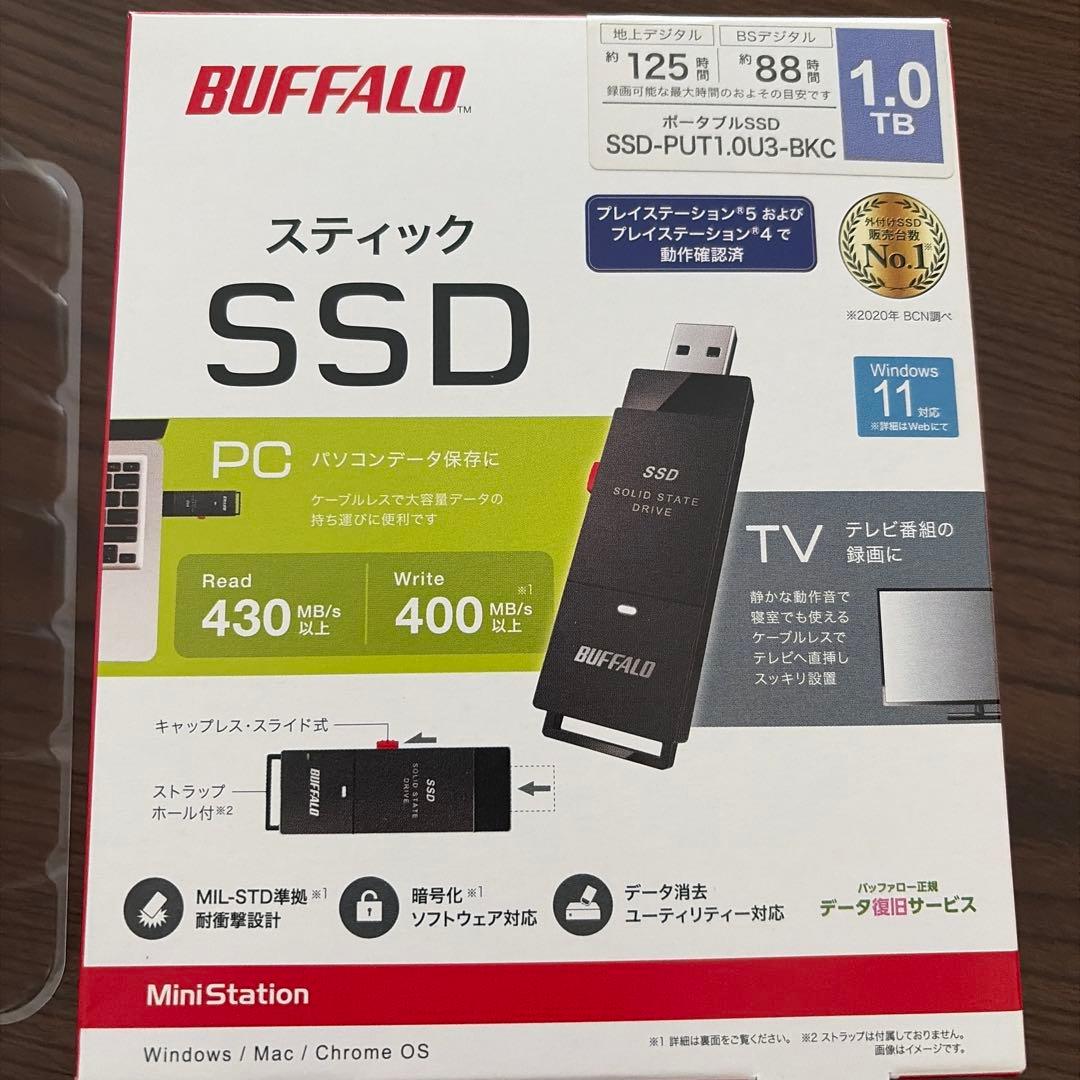 BUFFALO™
地上デジタル
約125時間
BSデジタル
約88時間
録画可能な最大時間のおよその目安です
ポータブルSSD
SSD-PUT1.0U3-BKC
1.0
TB
スティック
SSD
プレイステーション®5 および
プレイステーション®4 で
動作確認済
外付けSSD
販売台数
No.1※
※2020年 BCN調べ
Windows
11対応
※詳細はWebにて
PC パソコンデータ保存に
ケーブルレスで大容量データの
持ち運びに便利です
Read
430 MB/s以上
Write
400 MB/s以上※1
SSD
SOLID STATE
DRIVE
BUFFALO
TV テレビ番組の
録画に
静かな動作音で
寝室でも使える
ケーブルレスで
テレビへ直挿し
スッキリ設置
キャップレス・スライド式
ストラップ
ホール付※2
BUFFALO
SSD
SOLID STATE
DRIVE
MIL-STD準拠※1
耐衝撃設計
暗号化※1
ソフトウェア対応
データ消去
ユーティリティー対応
バッファロー正規
データ復旧サービス
MiniStation
Windows / Mac / Chrome OS
※1 詳細は裏面をご覧ください。 ※2 ストラップは付属しておりません。
画像はイメージです。